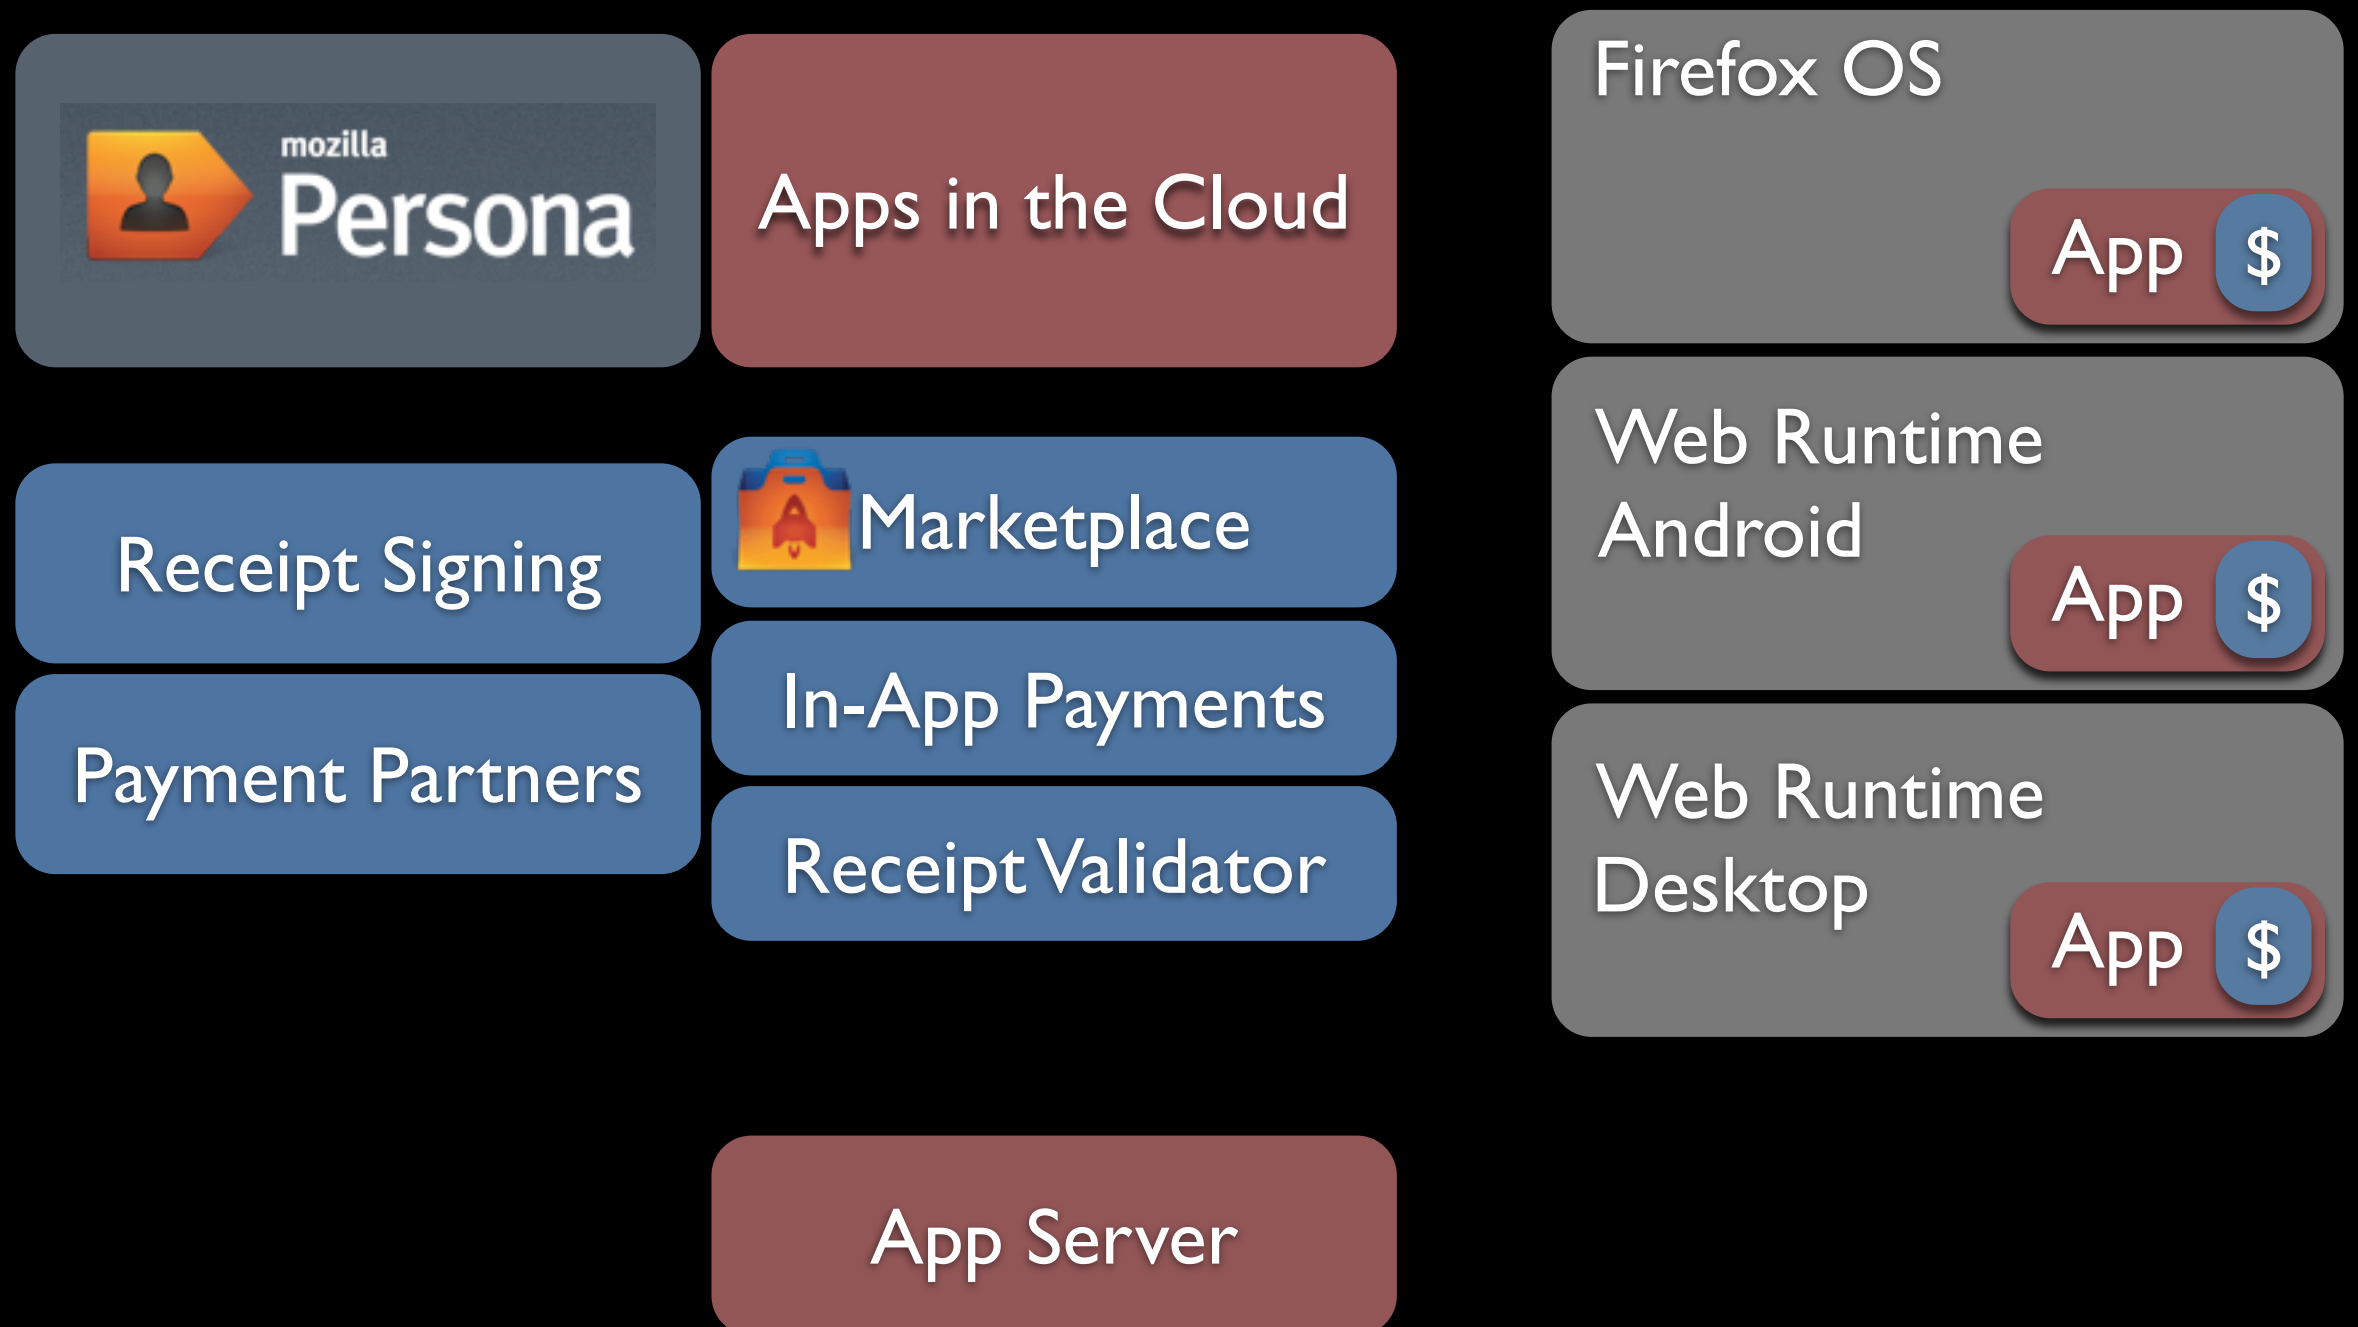 mozilla
Persona
Apps in the Cloud
Receipt Signing
Payment Partners
Marketplace
In-App Payments
Receipt Validator
App Server
Firefox OS
App $
Web Runtime
Android
App $
Web Runtime
Desktop
App $